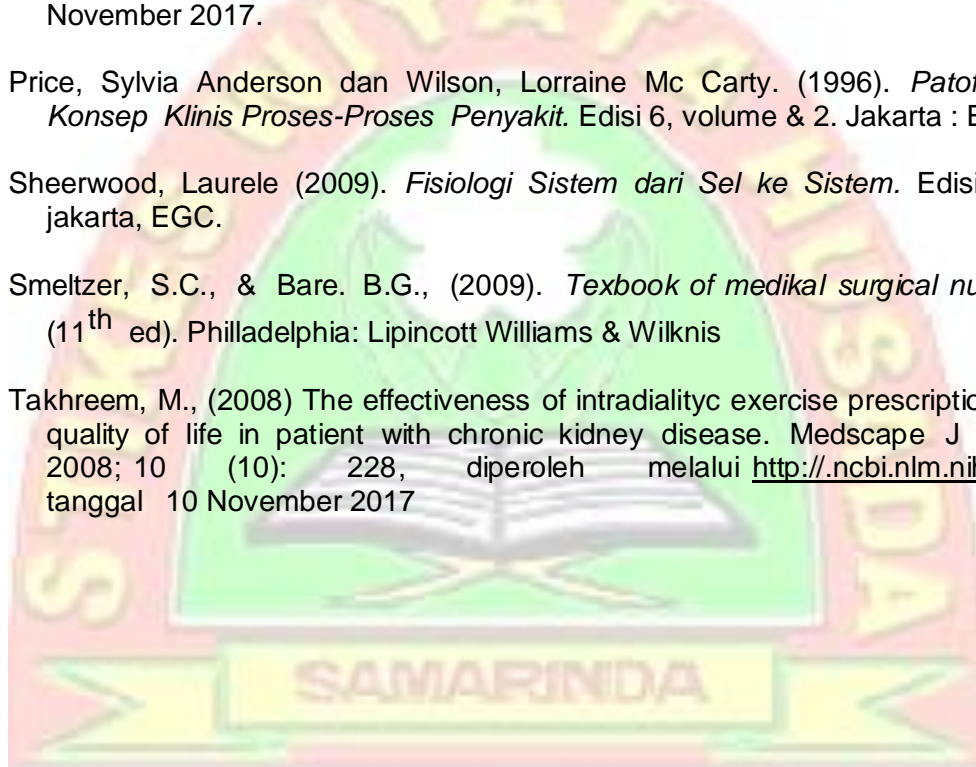 November 2017.
Price, Sylvia Anderson dan Wilson, Lorraine Mc Carty. (1996). Patof
Konsep Klinis Proses-Proses Penyakit. Edisi 6, volume & 2. Jakarta : E
Sheerwood, Laurele (2009). Fisiologi Sistem dari Sel ke Sistem. Edisi
jakarta, EGC.
Smeltzer, S.C., & Bare. B.G., (2009). Texbook of medikal surgical nu
(11th ed). Philladelphia: Lipincott Williams & Wilknis
Takhreem, M., (2008) The effectiveness of intradialityc exercise prescriptio
quality of life in patient with chronic kidney disease. Medscape J
2008; 10 (10): 228, diperoleh melalui http://.ncbi.nlm.nih
tanggal 10 November 2017
SAMARINDA